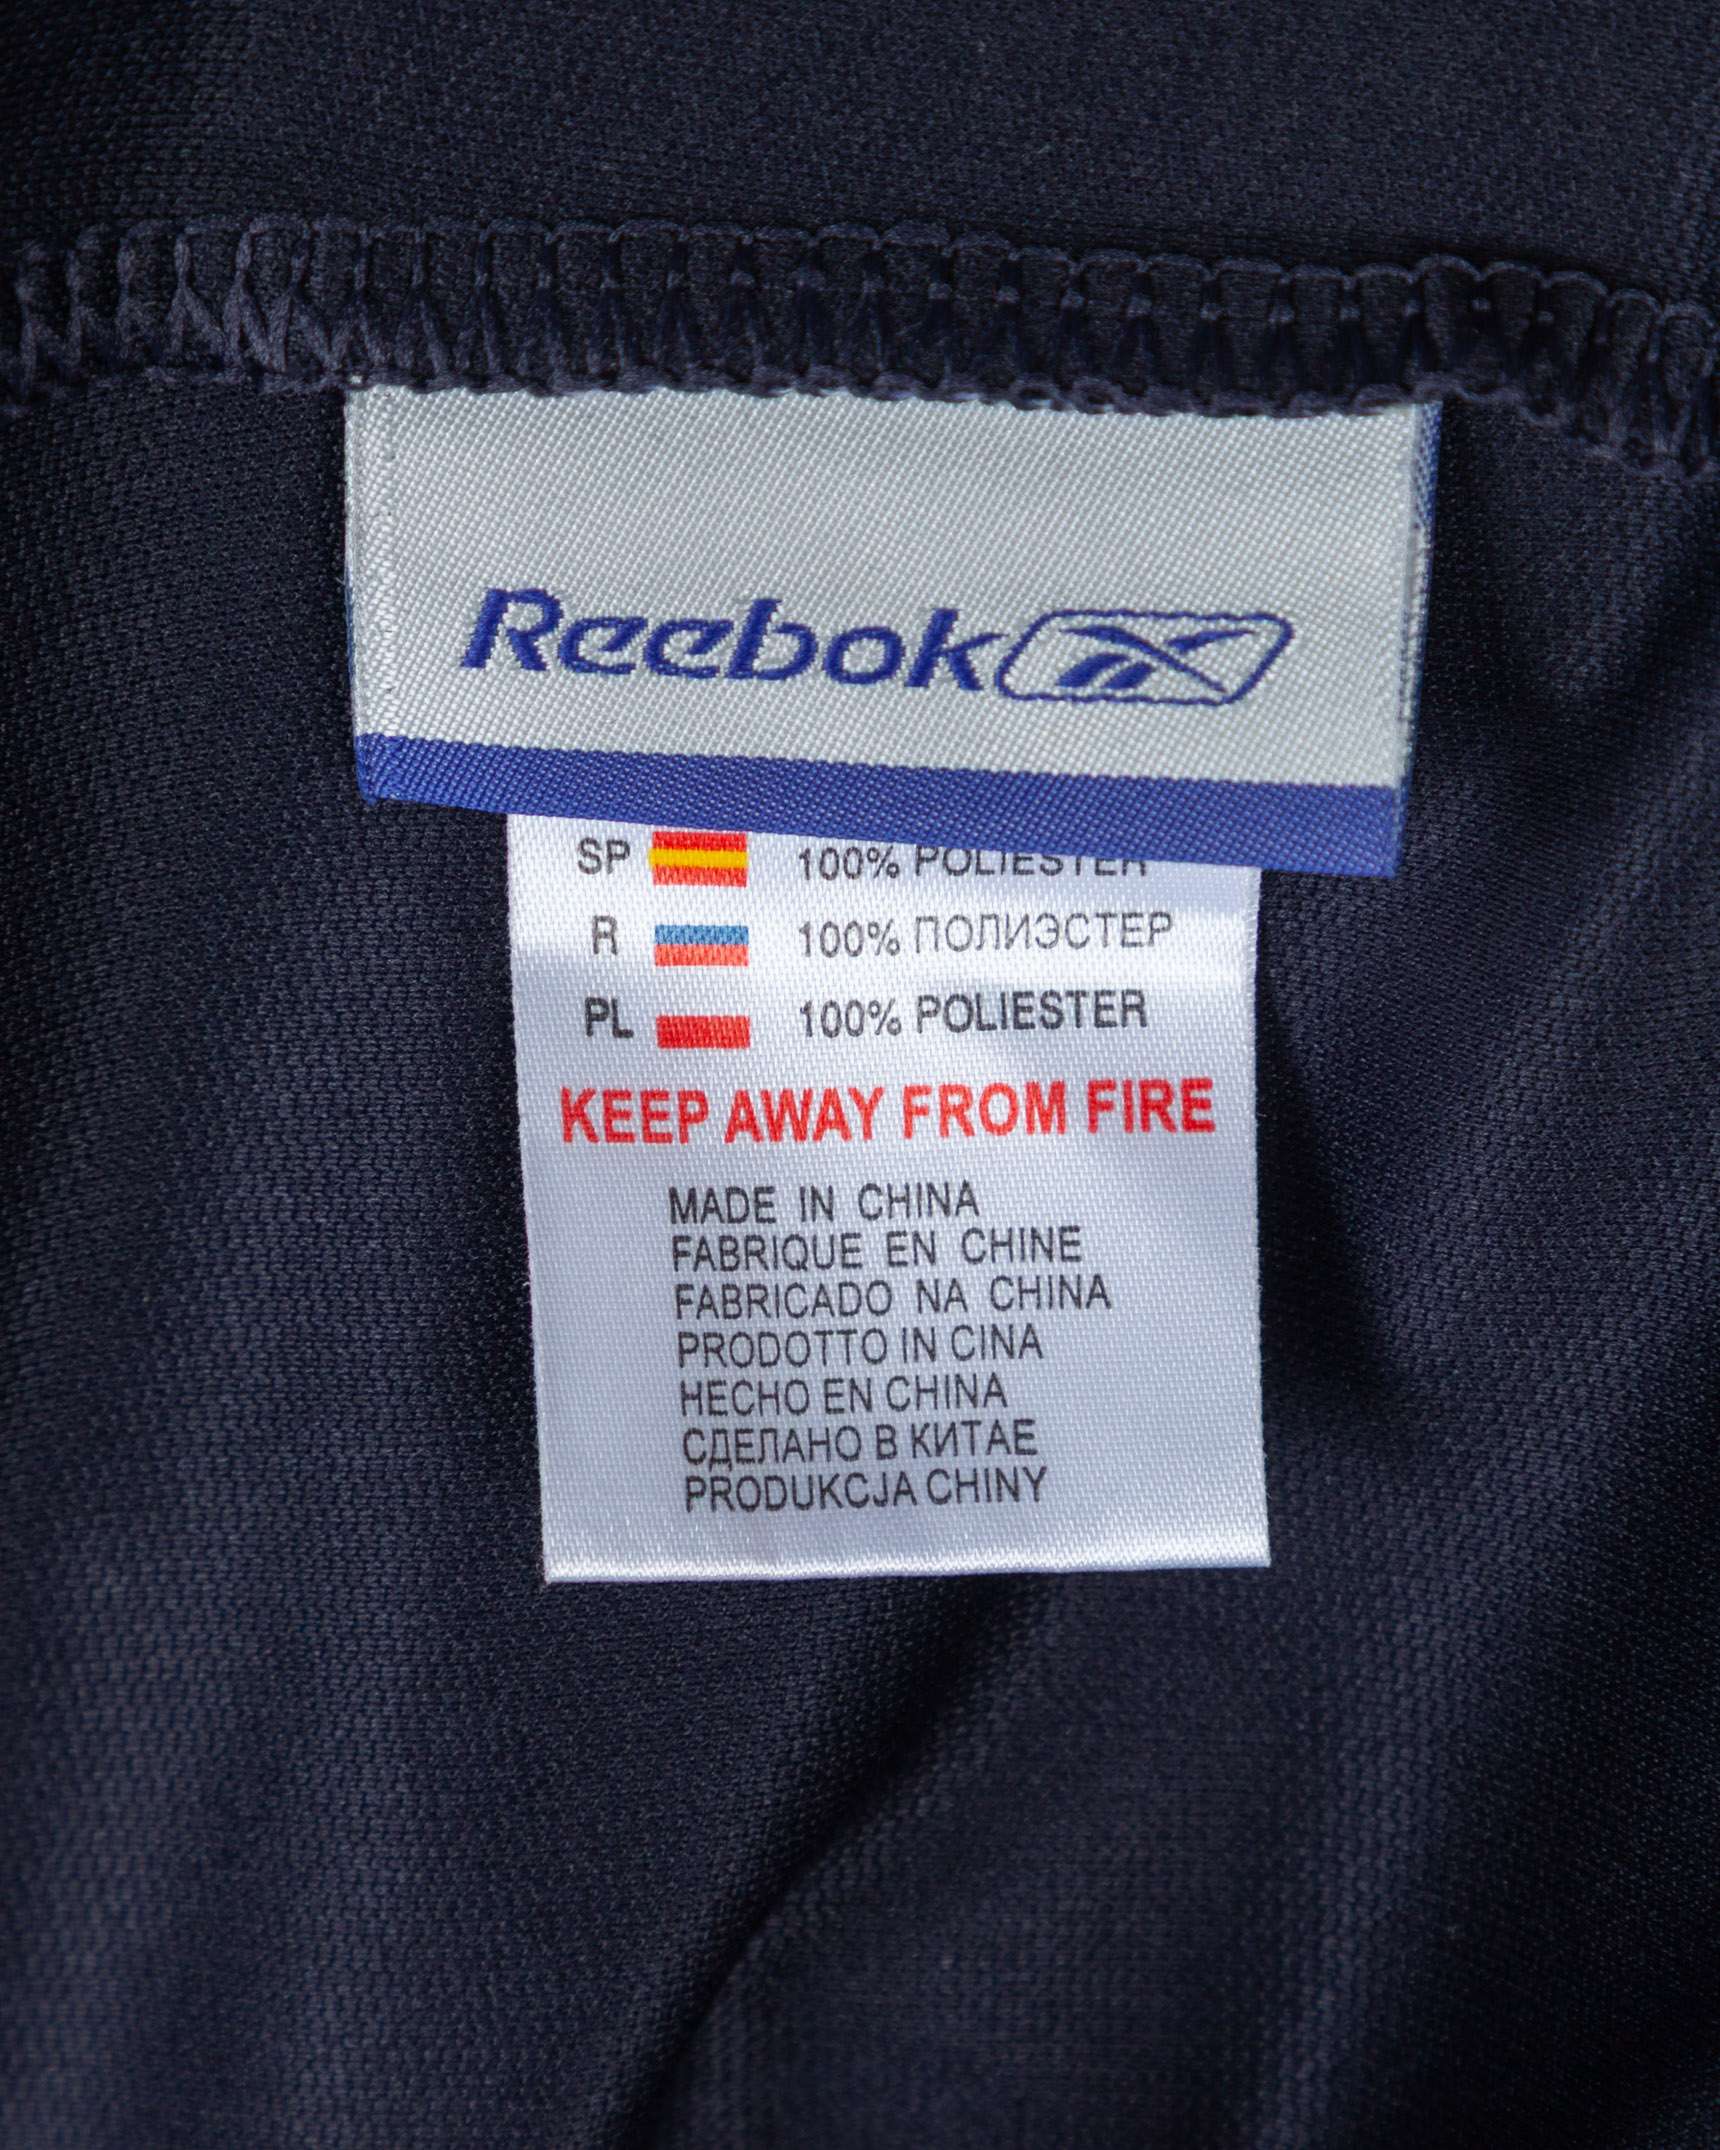 Reebok
SP 100% POLIESTER
R 100% ПОЛИЭСТЕР
PL 100% POLIESTER
KEEP AWAY FROM FIRE
MADE IN CHINA
FABRIQUE EN CHINE
FABRICADO NA CHINA
PRODOTTO IN CINA
HECHO EN CHINA
СДЕЛАНО В КИТАЕ
PRODUKCJA CHINY